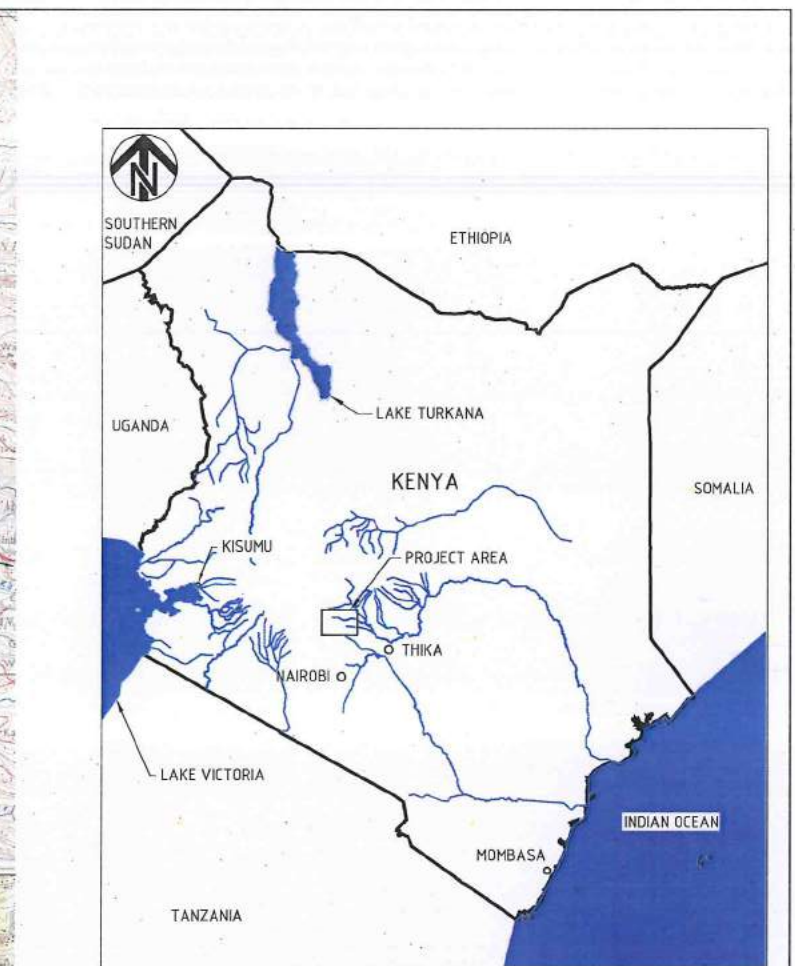 N
SOUTHERN
SUDAN
ETHIOPIA
LAKE TURKANA
UGANDA
KENYA
SOMALIA
KISUMU
PROJECT AREA
THIKA
NAIROBI
LAKE VICTORIA
INDIAN OCEAN
MOMBASA
TANZANIA